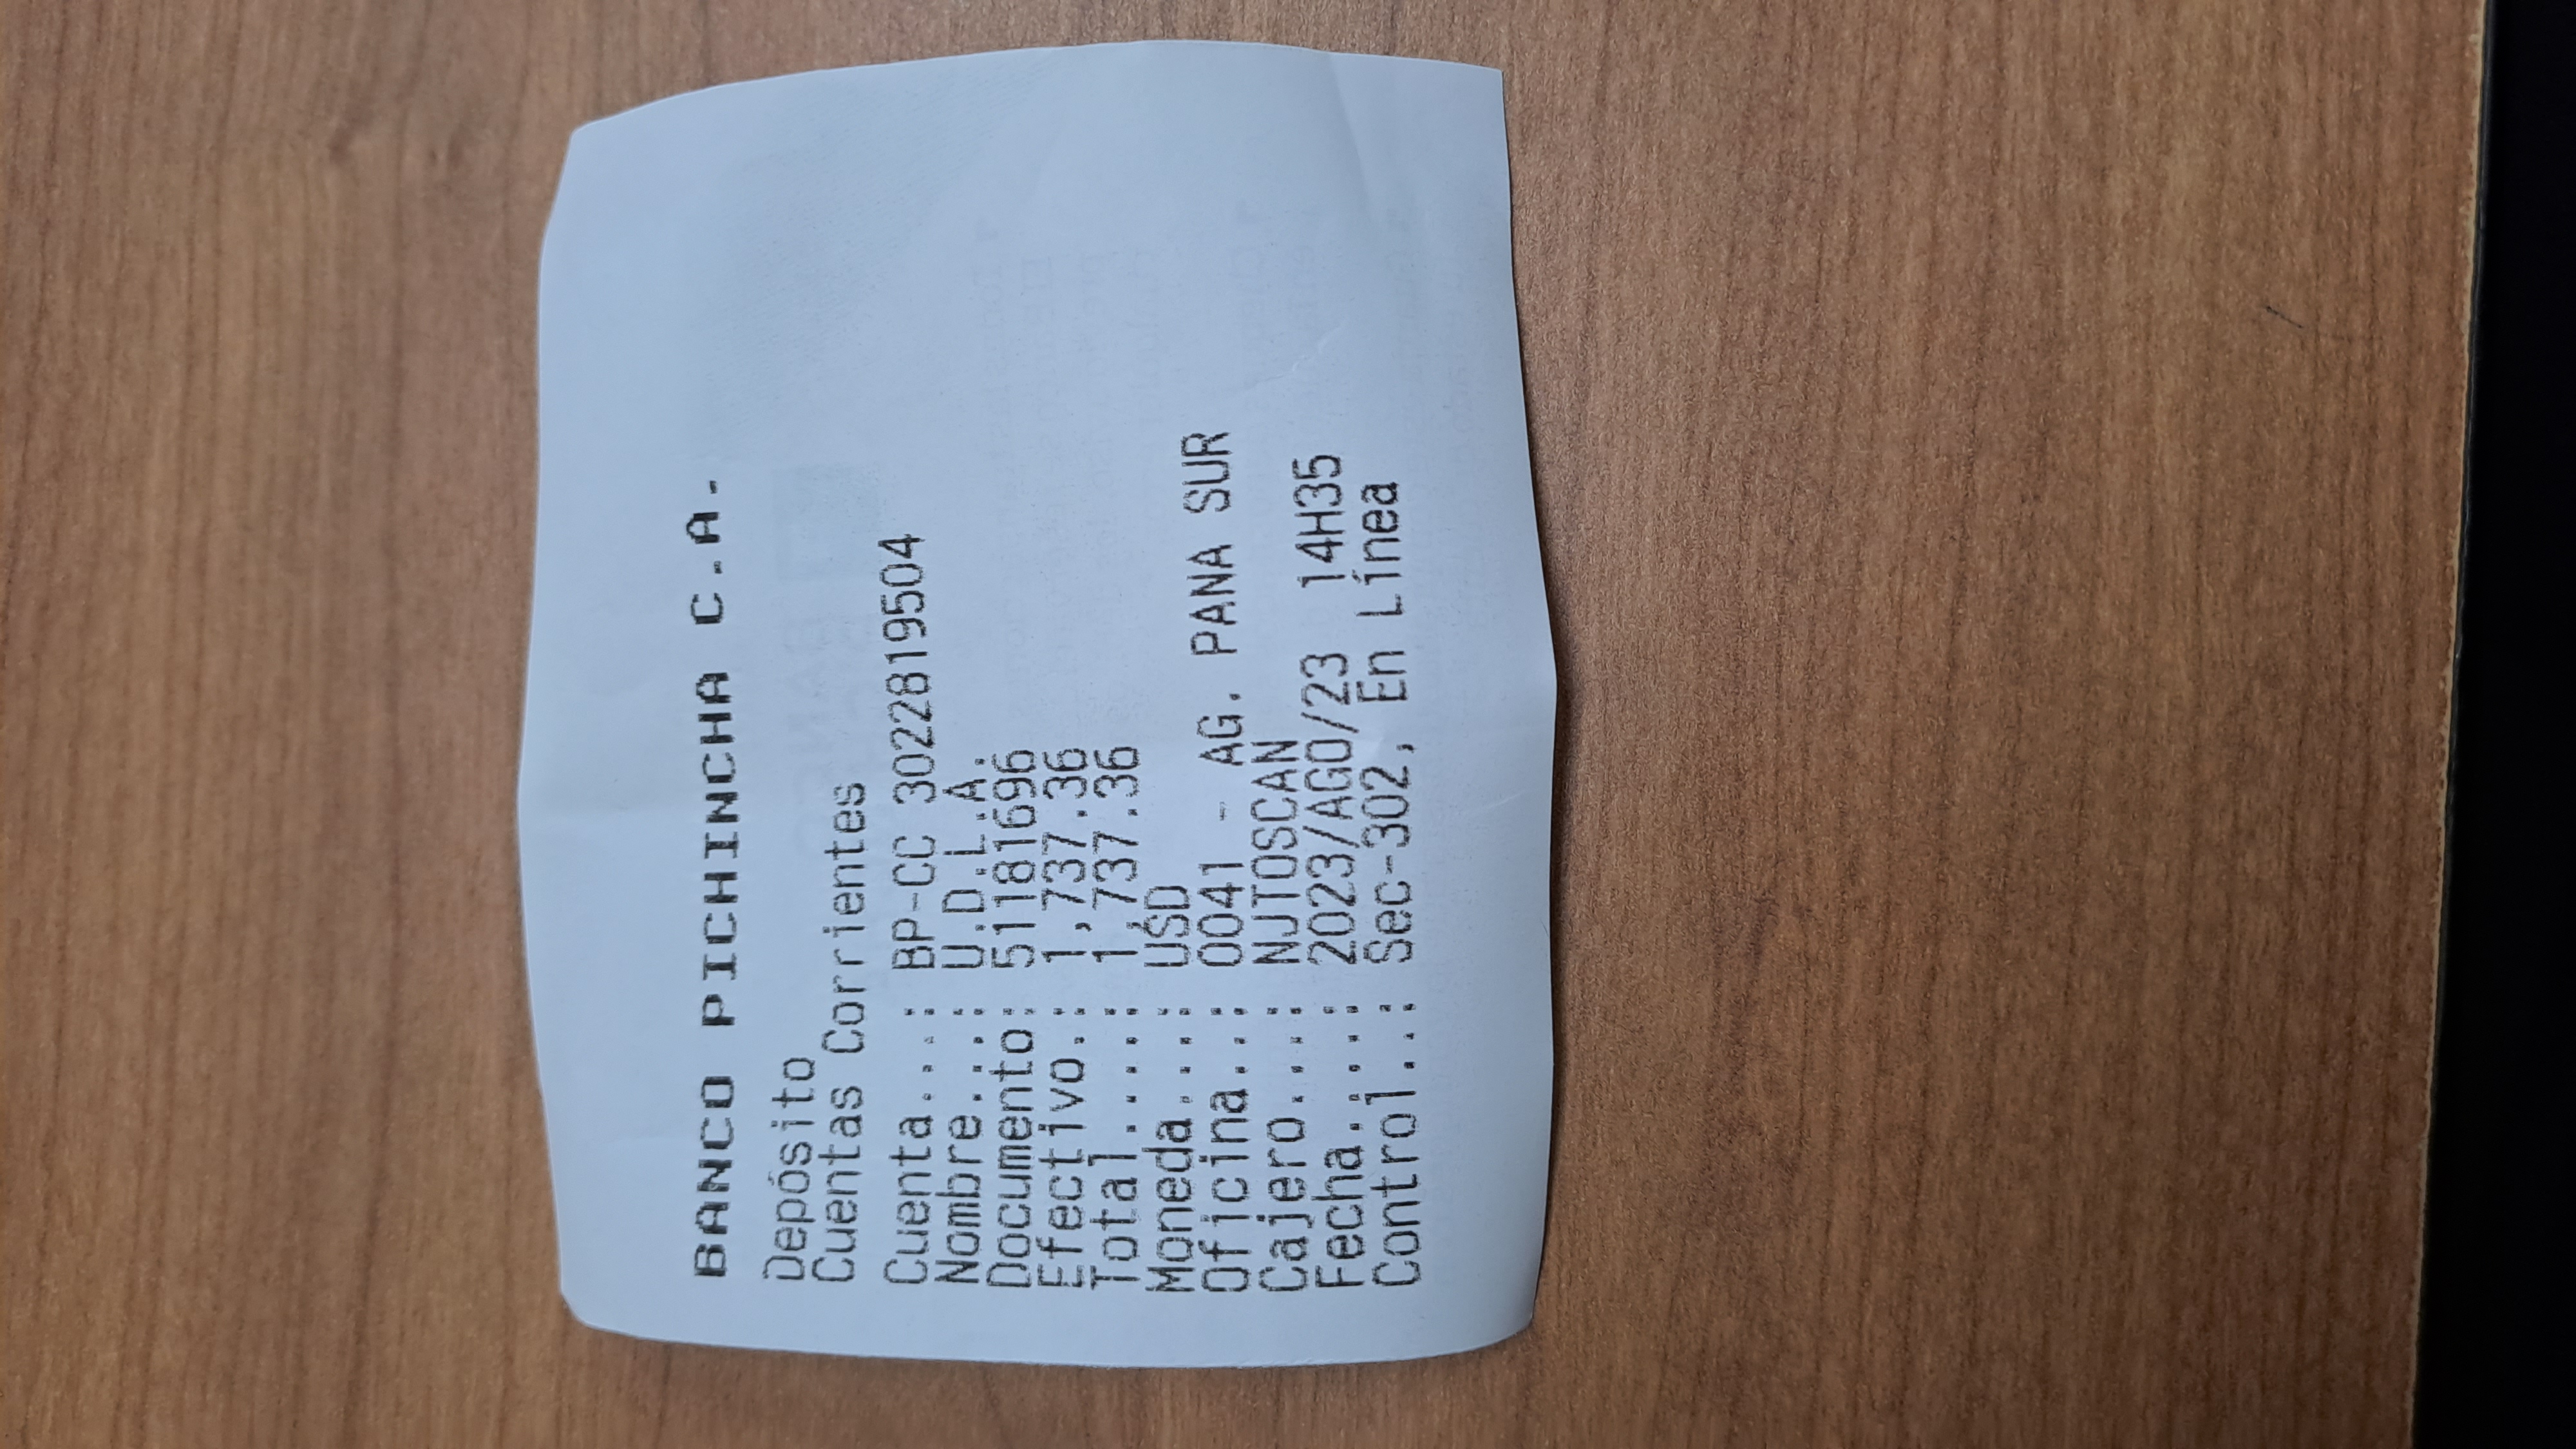 BANCO PICHINCHA C.A.
Depósito
Cuentas Corrientes
Cuenta....: BP-CC 3022819504
Nombre....: U.D.L.A.
Documento: 511816​96
Efectivo.: 1,737.36
Total.....: 1,737.36
Moneda....: USD
Oficina...: 0041 - AG. PANA SUR
Cajero....: NJTOSCAN
Fecha.....: 2023/AGO/23 14H35
Control...: Sec-302, En Línea